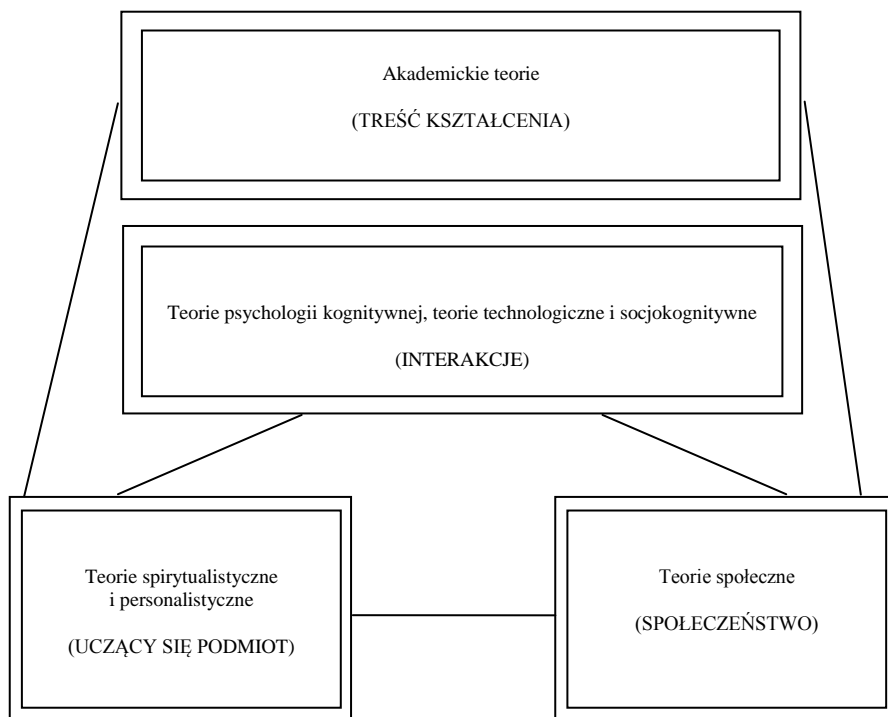 Akademickie teorie
(TREŚĆ KSZTAŁCENIA)
Teorie psychologii kognitywnej, teorie technologiczne i socjokognitywne
(INTERAKCJE)
Teorie spirytualistyczne
i personalistyczne
(UCZĄCY SIĘ PODMIOT)
Teorie społeczne
(SPOŁECZEŃSTWO)